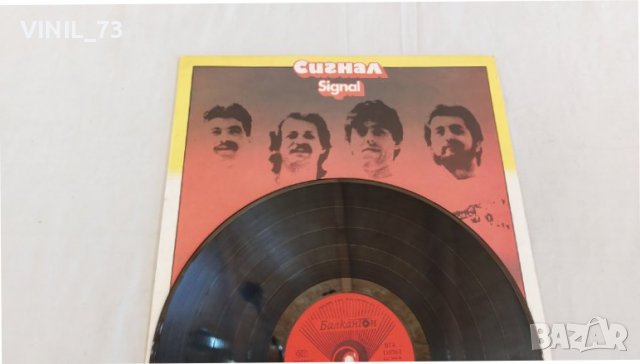 VINIL_73
Сигнал
Signal
Балкантон
BAZAR